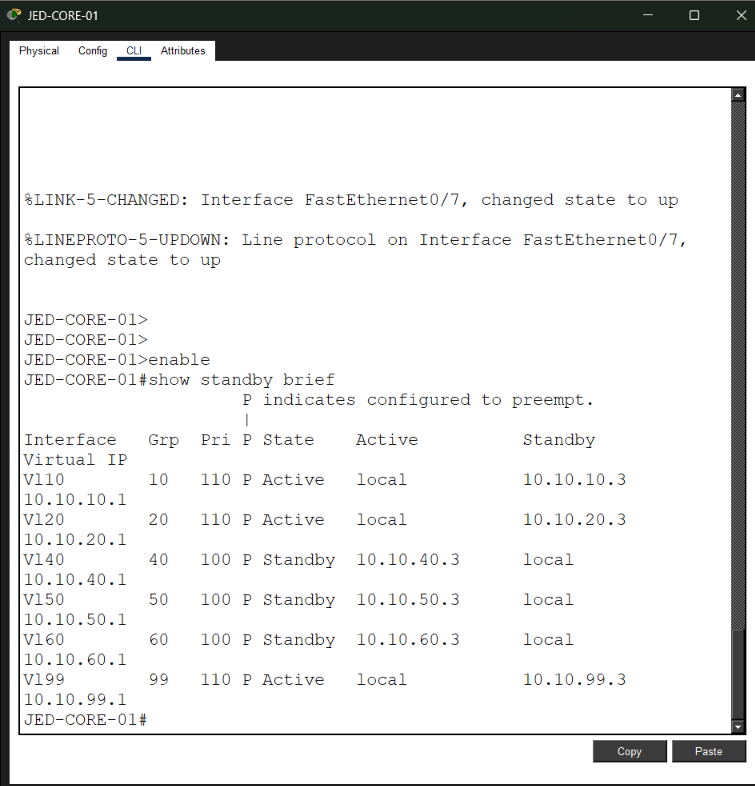 JED-CORE-01
Physical Config CLI Attributes
%LINK-5-CHANGED: Interface FastEthernet0/7, changed state to up
%LINEPROTO-5-UPDOWN: Line protocol on Interface FastEthernet0/7,
changed state to up
JED-CORE-01>
JED-CORE-01>
JED-CORE-01>enable
JED-CORE-01#show standby brief
P indicates configured to preempt.
|
Interface Grp Pri P State Active Standby
Virtual IP
Vl10 10 110 P Active local 10.10.10.3
10.10.10.1
Vl20 20 110 P Active local 10.10.20.3
10.10.20.1
Vl40 40 100 P Standby 10.10.40.3 local
10.10.40.1
Vl50 50 100 P Standby 10.10.50.3 local
10.10.50.1
Vl60 60 100 P Standby 10.10.60.3 local
10.10.60.1
Vl99 99 110 P Active local 10.10.99.3
10.10.99.1
JED-CORE-01#
Copy Paste